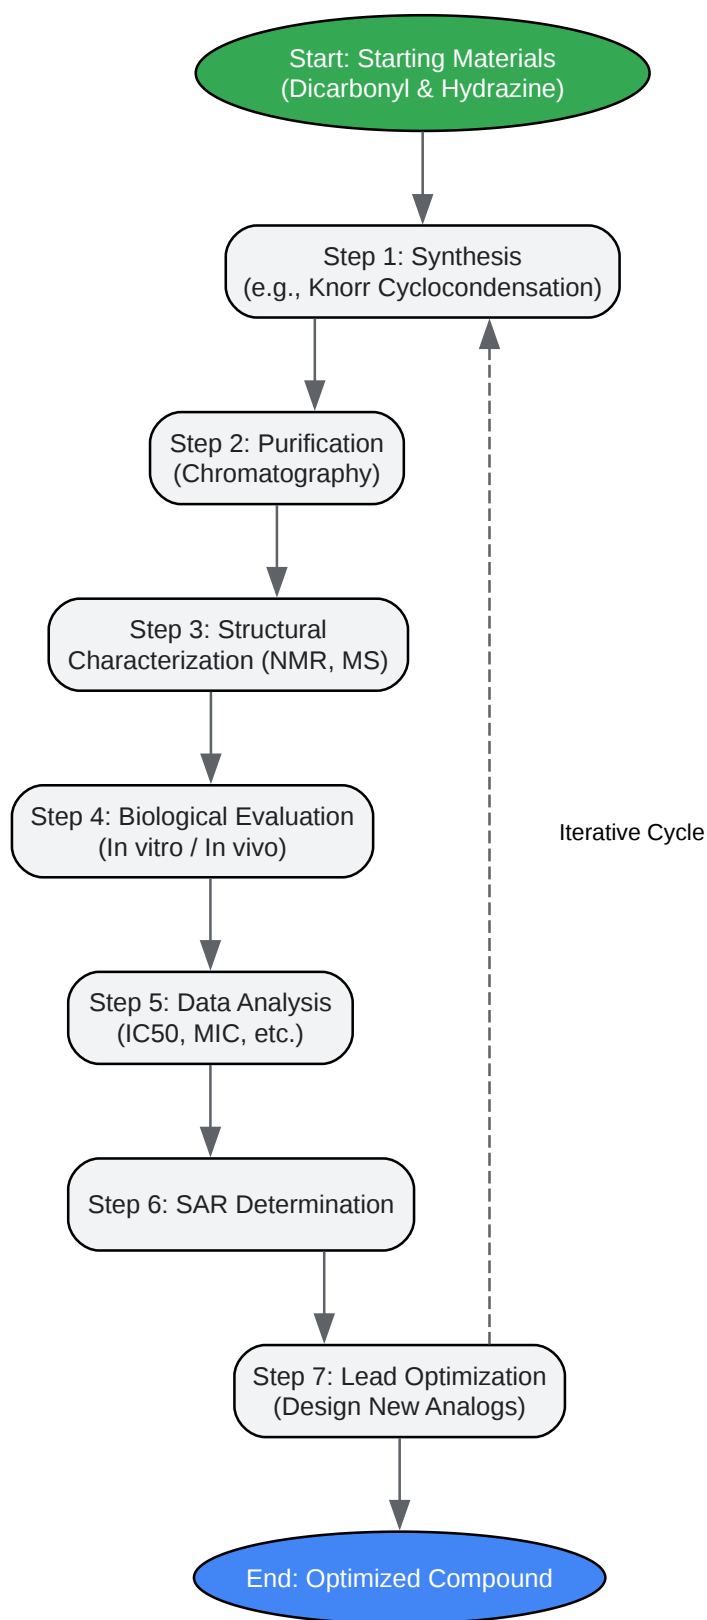 Start: Starting Materials
(Dicarbonyl & Hydrazine)
Step 1: Synthesis
(e.g., Knorr Cyclocondensation)
Step 2: Purification
(Chromatography)
Step 3: Structural
Characterization (NMR, MS)
Step 4: Biological Evaluation
(In vitro / In vivo)
Iterative Cycle
Step 5: Data Analysis
(IC50, MIC, etc.)
Step 6: SAR Determination
Step 7: Lead Optimization
(Design New Analogs)
End: Optimized Compound